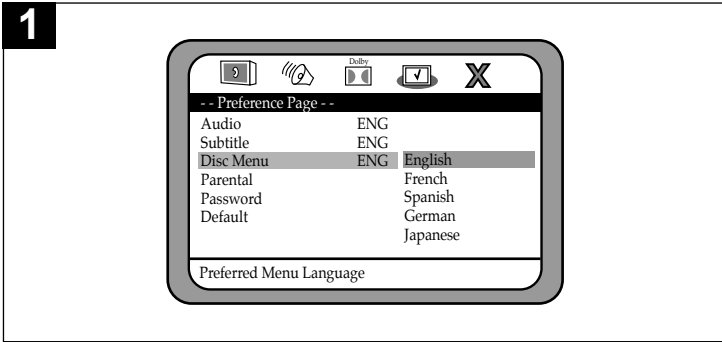 1
Dolby
X
- - Preference Page - -
Audio ENG
Subtitle ENG
Disc Menu ENG English
Parental French
Password Spanish
Default German
Japanese
Preferred Menu Language